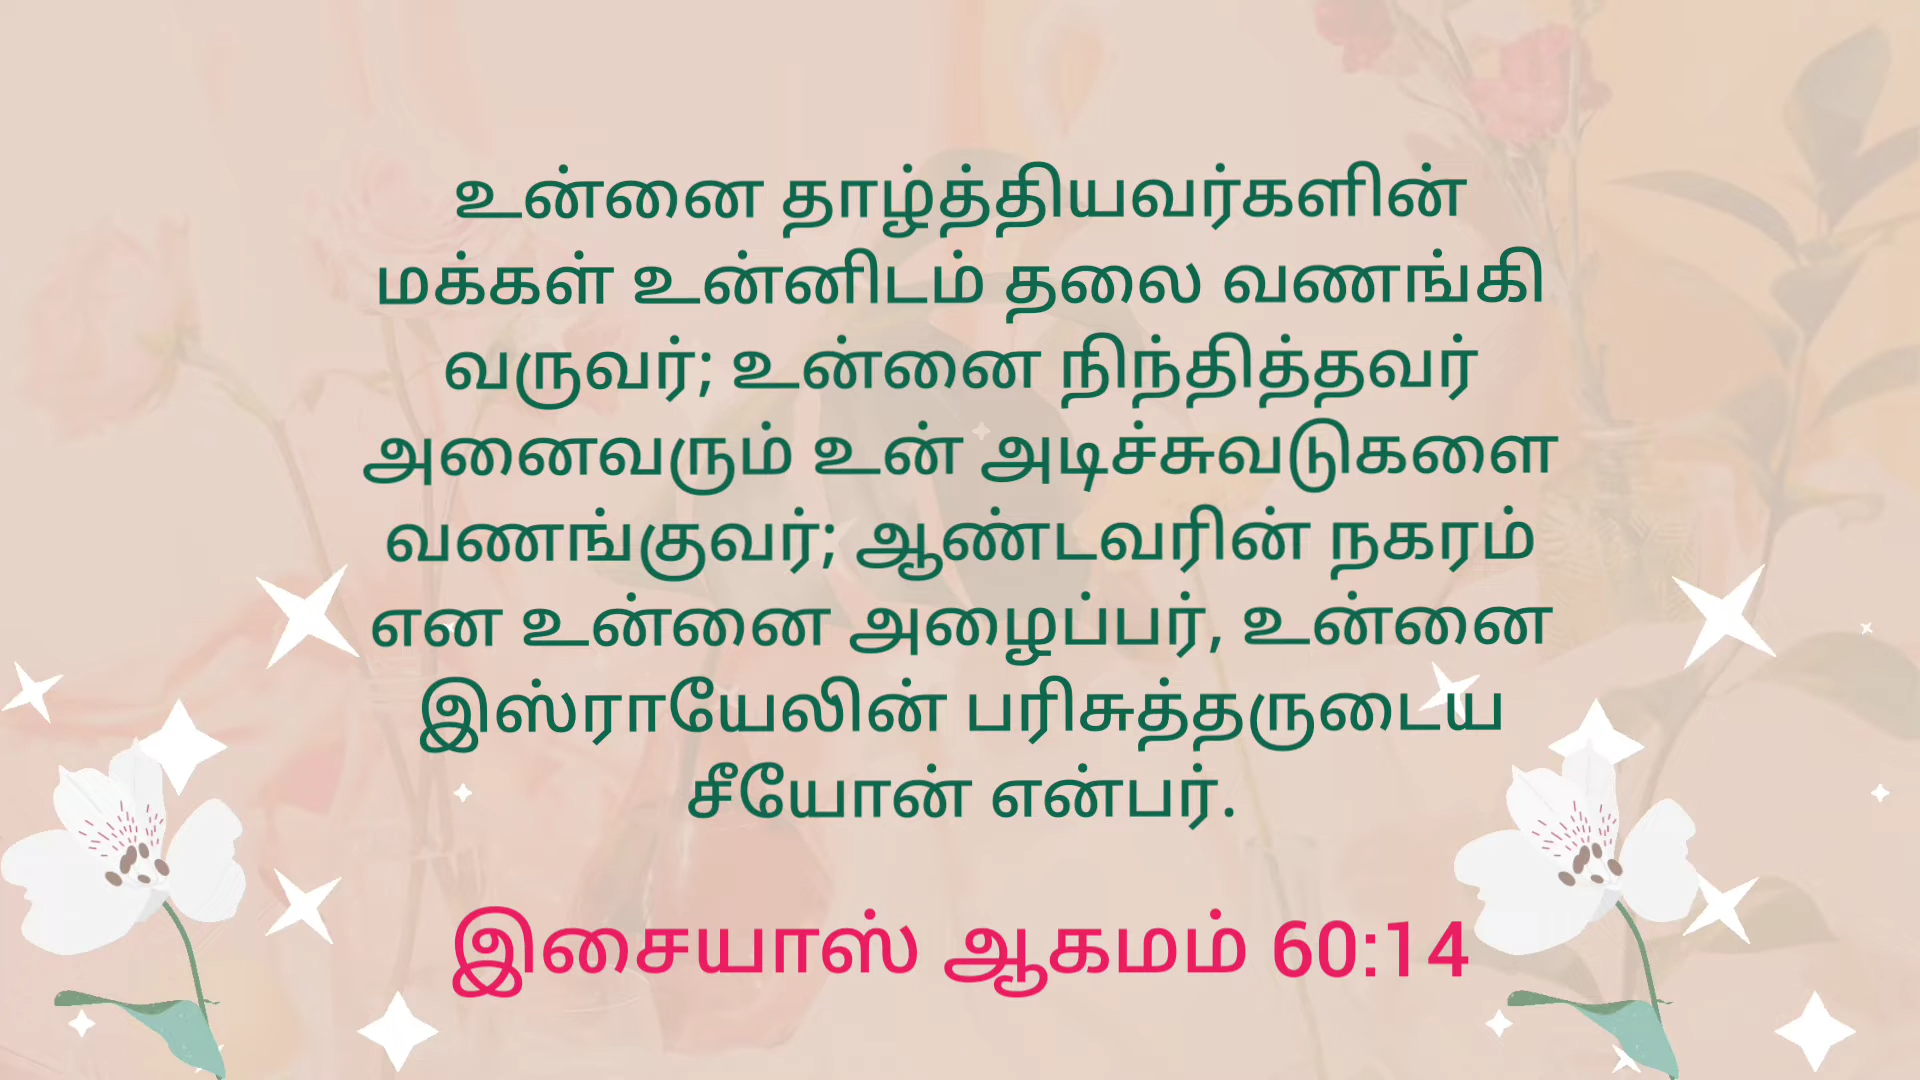 உன்னை தாழ்த்தியவர்களின்
மக்கள் உன்னிடம் தலை வணங்கி
வருவர்; உன்னை நிந்தித்தவர்
அனைவரும் உன் அடிச்சுவடுகளை
வணங்குவர்; ஆண்டவரின் நகரம்
என உன்னை அழைப்பர், உன்னை
இஸ்ராயேலின் பரிசுத்தருடைய
சீயோன் என்பர்.
இசையாஸ் ஆகமம் 60:14